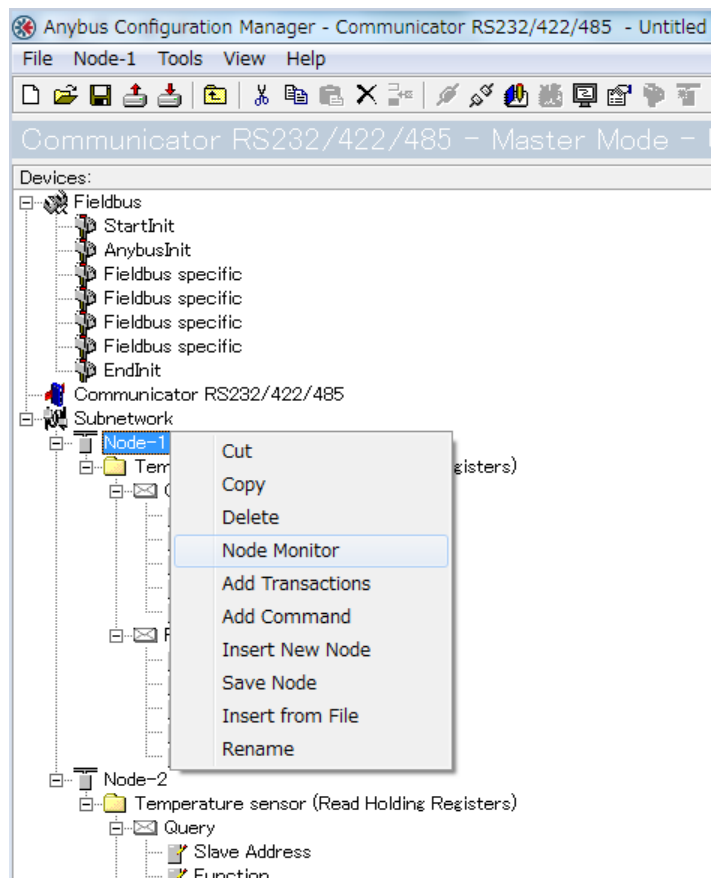 Anybus Configuration Manager - Communicator RS232/422/485 - Untitled
File Node-1 Tools View Help
Communicator RS232/422/485 - Master Mode -
Devices:
Fieldbus
StartInit
AnybusInit
Fieldbus specific
Fieldbus specific
Fieldbus specific
Fieldbus specific
EndInit
Communicator RS232/422/485
Subnetwork
Node-1
Cut
Copy
Delete
Node Monitor
Add Transactions
Add Command
Insert New Node
Save Node
Insert from File
Rename
Node-2
Temperature sensor (Read Holding Registers)
Query
Slave Address
Function